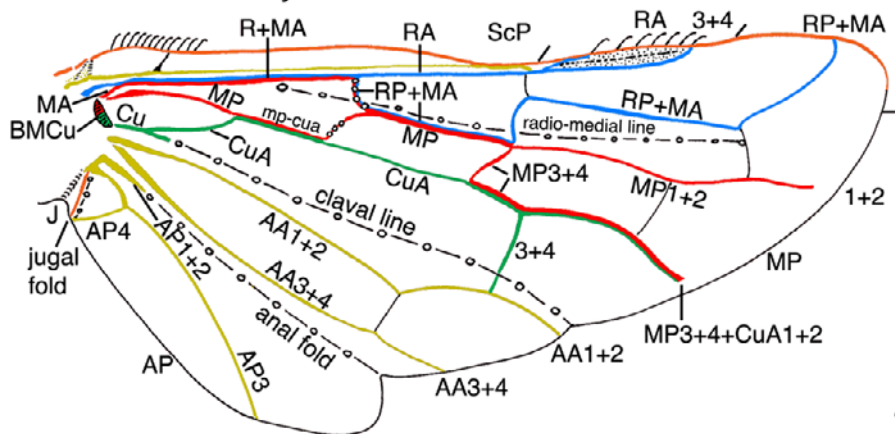 R+MA
RA
ScP
RA 3+4
RP+MA
MA
MP
RP+MA
RP+MA
BMCu
Cu
mp-cua
MP
radio-medial line
CuA
MP3+4
MP1+2
CuA
1+2
J
AP4
AP1+2
AA1+2
claval line
3+4
MP
jugal
fold
AA3+4
anal fold
MP3+4+CuA1+2
AP
AP3
AA1+2
AA3+4